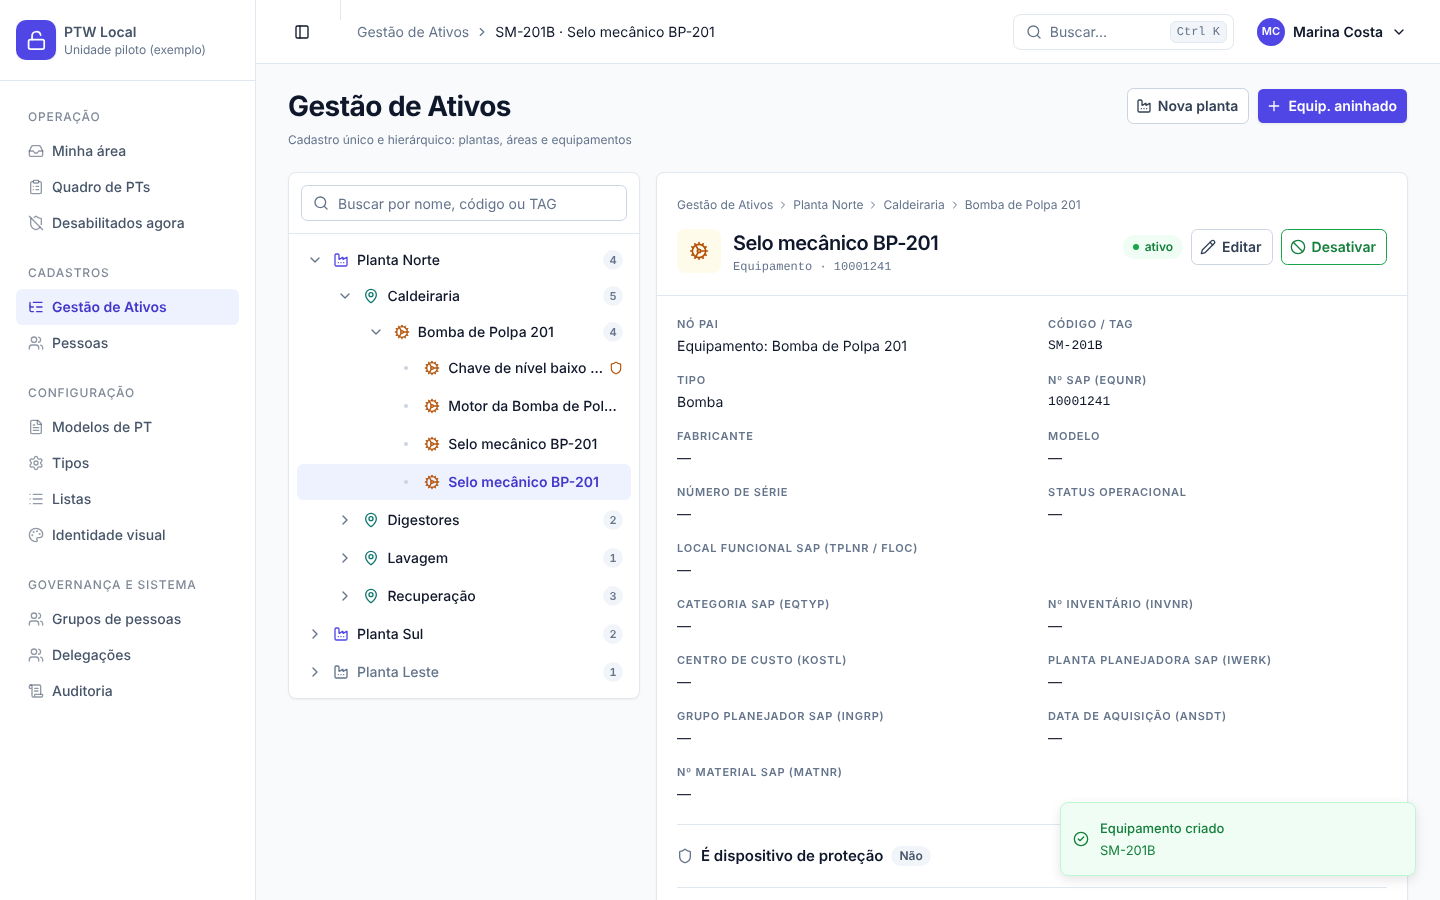 PTW Local
Unidade piloto (exemplo)
OPERAÇÃO
Minha área
Quadro de PTs
Desabilitados agora
CADASTROS
Gestão de Ativos
Pessoas
CONFIGURAÇÃO
Modelos de PT
Tipos
Listas
Identidade visual
GOVERNANÇA E SISTEMA
Grupos de pessoas
Delegações
Auditoria
Gestão de Ativos > SM-201B · Selo mecânico BP-201
Buscar... Ctrl K
MC Marina Costa
Gestão de Ativos
Cadastro único e hierárquico: plantas, áreas e equipamentos
Nova planta
Equip. aninhado
Buscar por nome, código ou TAG
Planta Norte 4
Caldeiraria 5
Bomba de Polpa 201 4
Chave de nível baixo ...
Motor da Bomba de Pol...
Selo mecânico BP-201
Selo mecânico BP-201
Digestores 2
Lavagem 1
Recuperação 3
Planta Sul 2
Planta Leste 1
Gestão de Ativos > Planta Norte > Caldeiraria > Bomba de Polpa 201
Selo mecânico BP-201
Equipamento · 10001241
ativo
Editar
Desativar
NÓ PAI
Equipamento: Bomba de Polpa 201
CÓDIGO / TAG
SM-201B
TIPO
Bomba
Nº SAP (EQUNR)
10001241
FABRICANTE
—
MODELO
—
NÚMERO DE SÉRIE
—
STATUS OPERACIONAL
—
LOCAL FUNCIONAL SAP (TPLNR / FLOC)
—
CATEGORIA SAP (EQTYP)
—
Nº INVENTÁRIO (INVNR)
—
CENTRO DE CUSTO (KOSTL)
—
PLANTA PLANEJADORA SAP (IWERK)
—
GRUPO PLANEJADOR SAP (INGRP)
—
DATA DE AQUISIÇÃO (ANSDT)
—
Nº MATERIAL SAP (MATNR)
—
É dispositivo de proteção Não
Equipamento criado
SM-201B